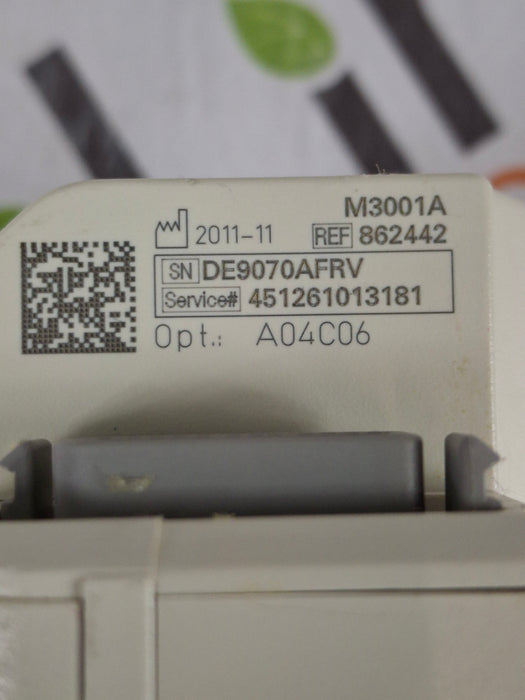 M3001A
2011-11 REF 862442
SN DE9070AFRV
Service# 451261013181
Opt.: A04C06